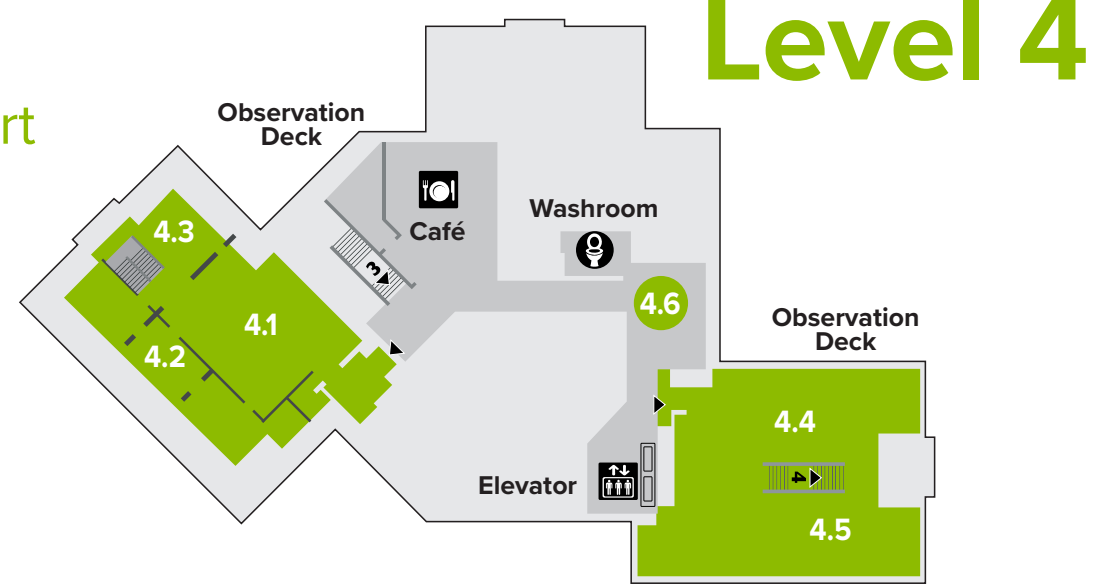 Level 4
rt
Observation
Deck
Washroom
Café
3
4.3
4.1
4.2
4.6
Observation
Deck
4.4
4
4.5
Elevator